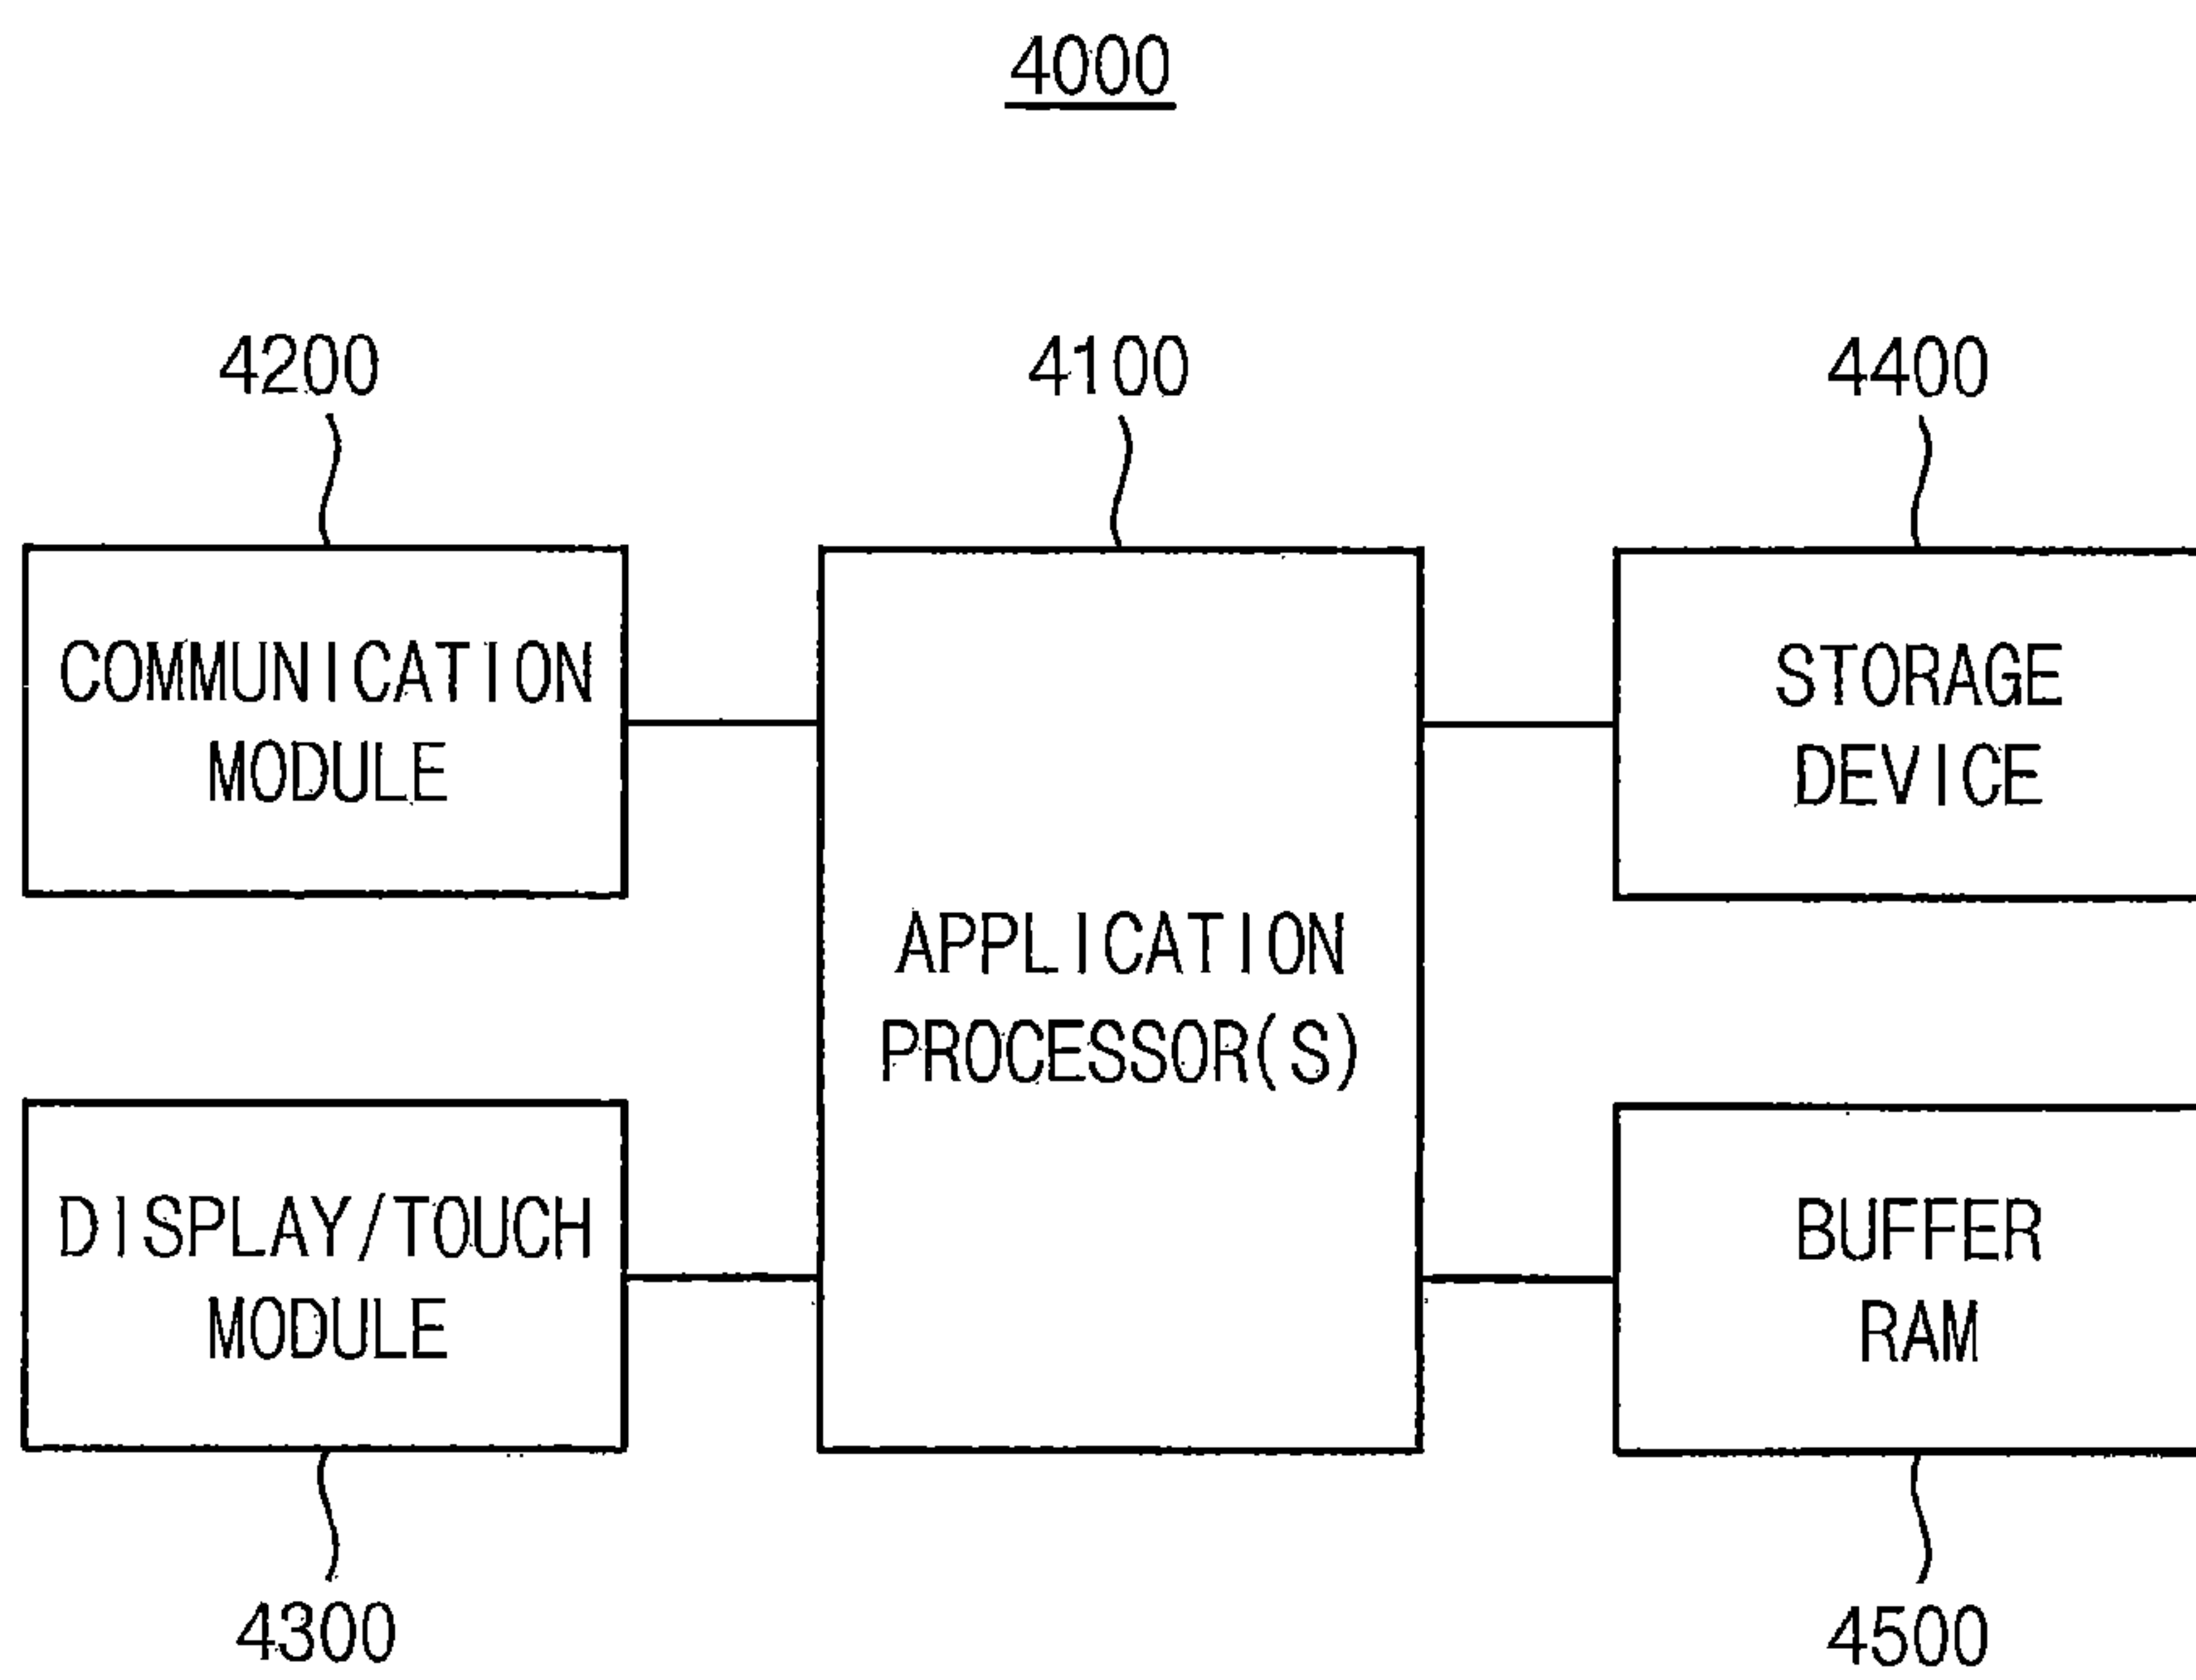 4000
4200
4100
4400
COMMUNICATION
MODULE
APPLICATION
PROCESSOR(S)
STORAGE
DEVICE
DISPLAY/TOUCH
MODULE
BUFFER
RAM
4300
4500